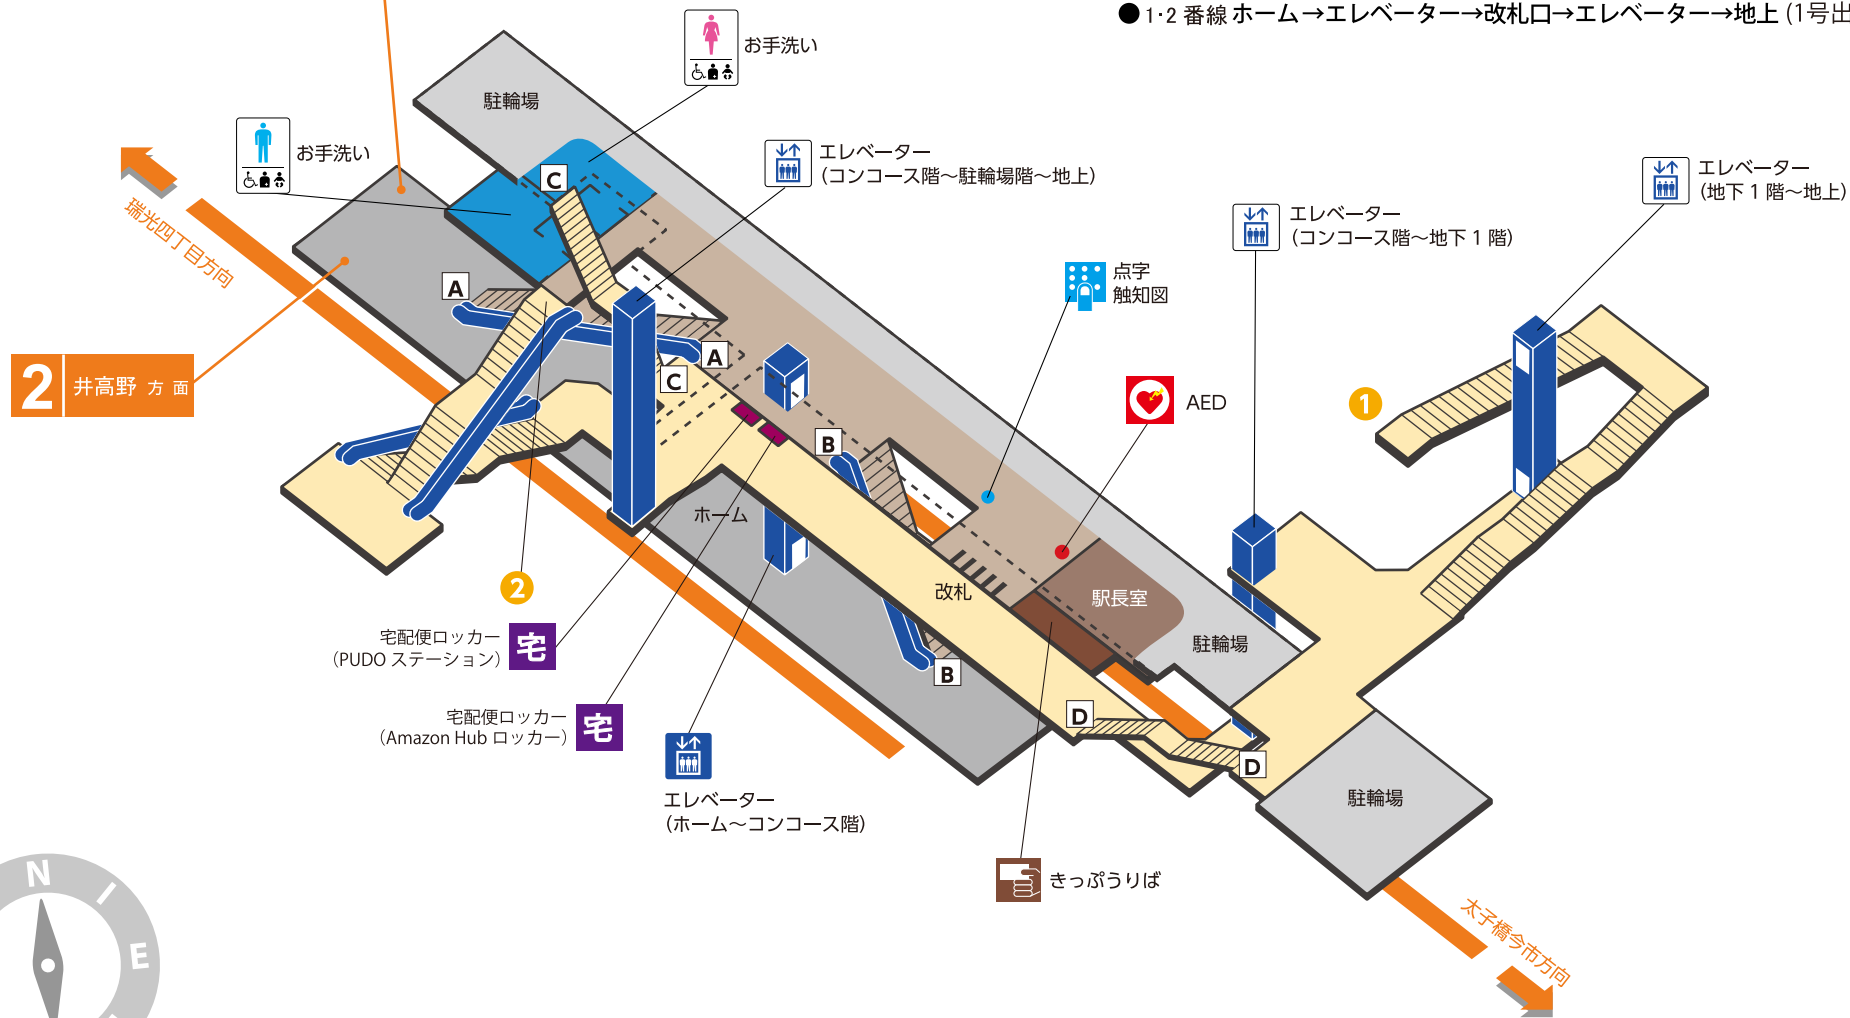 ●1・2 番線 ホーム→エレベーター→改札口→エレベーター→地上 (1号出
お手洗い
駐輪場
お手洗い
エレベーター
(コンコース階～駐輪場階～地上)
エレベーター
(地下 1 階～地上)
エレベーター
(コンコース階～地下 1 階)
C
瑞光四丁目方向
点字
触知図
A
A
C
2 井高野 方 面
AED
1
B
ホーム
2
改札
駅長室
駐輪場
宅配便ロッカー
(PUDO ステーション)
宅
B
宅配便ロッカー
(Amazon Hub ロッカー)
宅
D
D
エレベーター
(ホーム～コンコース階)
駐輪場
きっぷうりば
N
E
太子橋今市方向